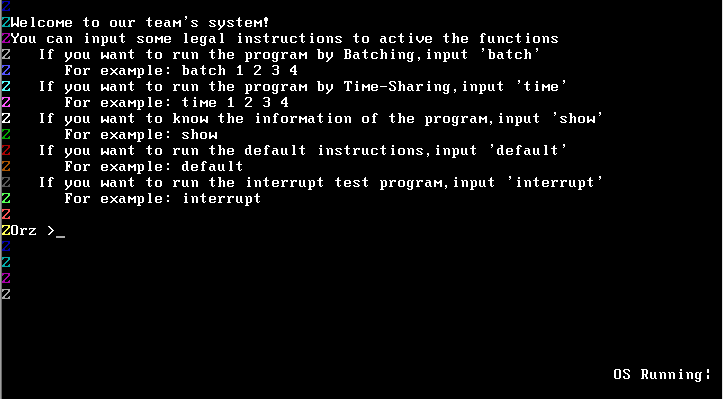 Z
ZWelcome to our team's system!
ZYou can input some legal instructions to active the functions
Z   If you want to run the program by Batching,input 'batch'
Z      For example: batch 1 2 3 4
Z   If you want to run the program by Time-Sharing,input 'time'
Z      For example: time 1 2 3 4
Z   If you want to know the information of the program,input 'show'
Z      For example: show
Z   If you want to run the default instructions,input 'default'
Z      For example: default
Z   If you want to run the interrupt test program,input 'interrupt'
Z      For example: interrupt
Z
ZOrz >_
Z
Z
Z
Z
OS Running!